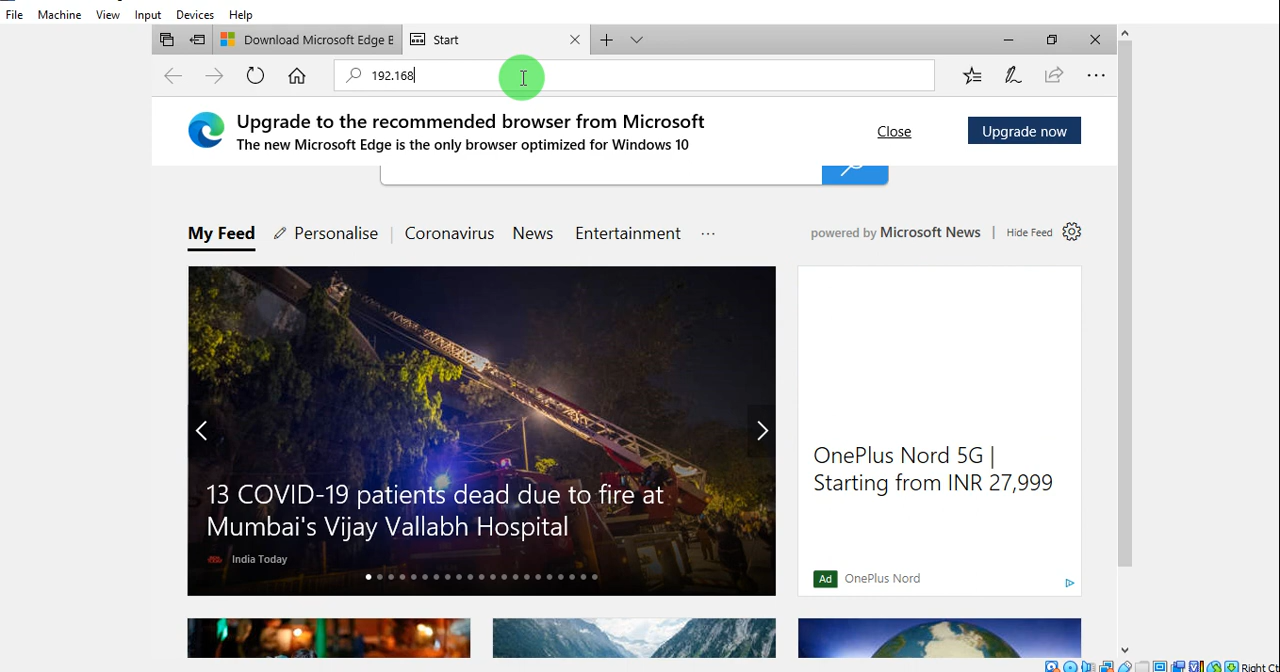 File Machine View Input Devices Help
Download Microsoft Edge E
Start
192.168
Upgrade to the recommended browser from Microsoft
The new Microsoft Edge is the only browser optimized for Windows 10
Close
Upgrade now
My Feed Personalise | Coronavirus News Entertainment ...
powered by Microsoft News | Hide Feed
13 COVID-19 patients dead due to fire at
Mumbai's Vijay Vallabh Hospital
India Today
OnePlus Nord 5G |
Starting from INR 27,999
Ad OnePlus Nord
Right Ct